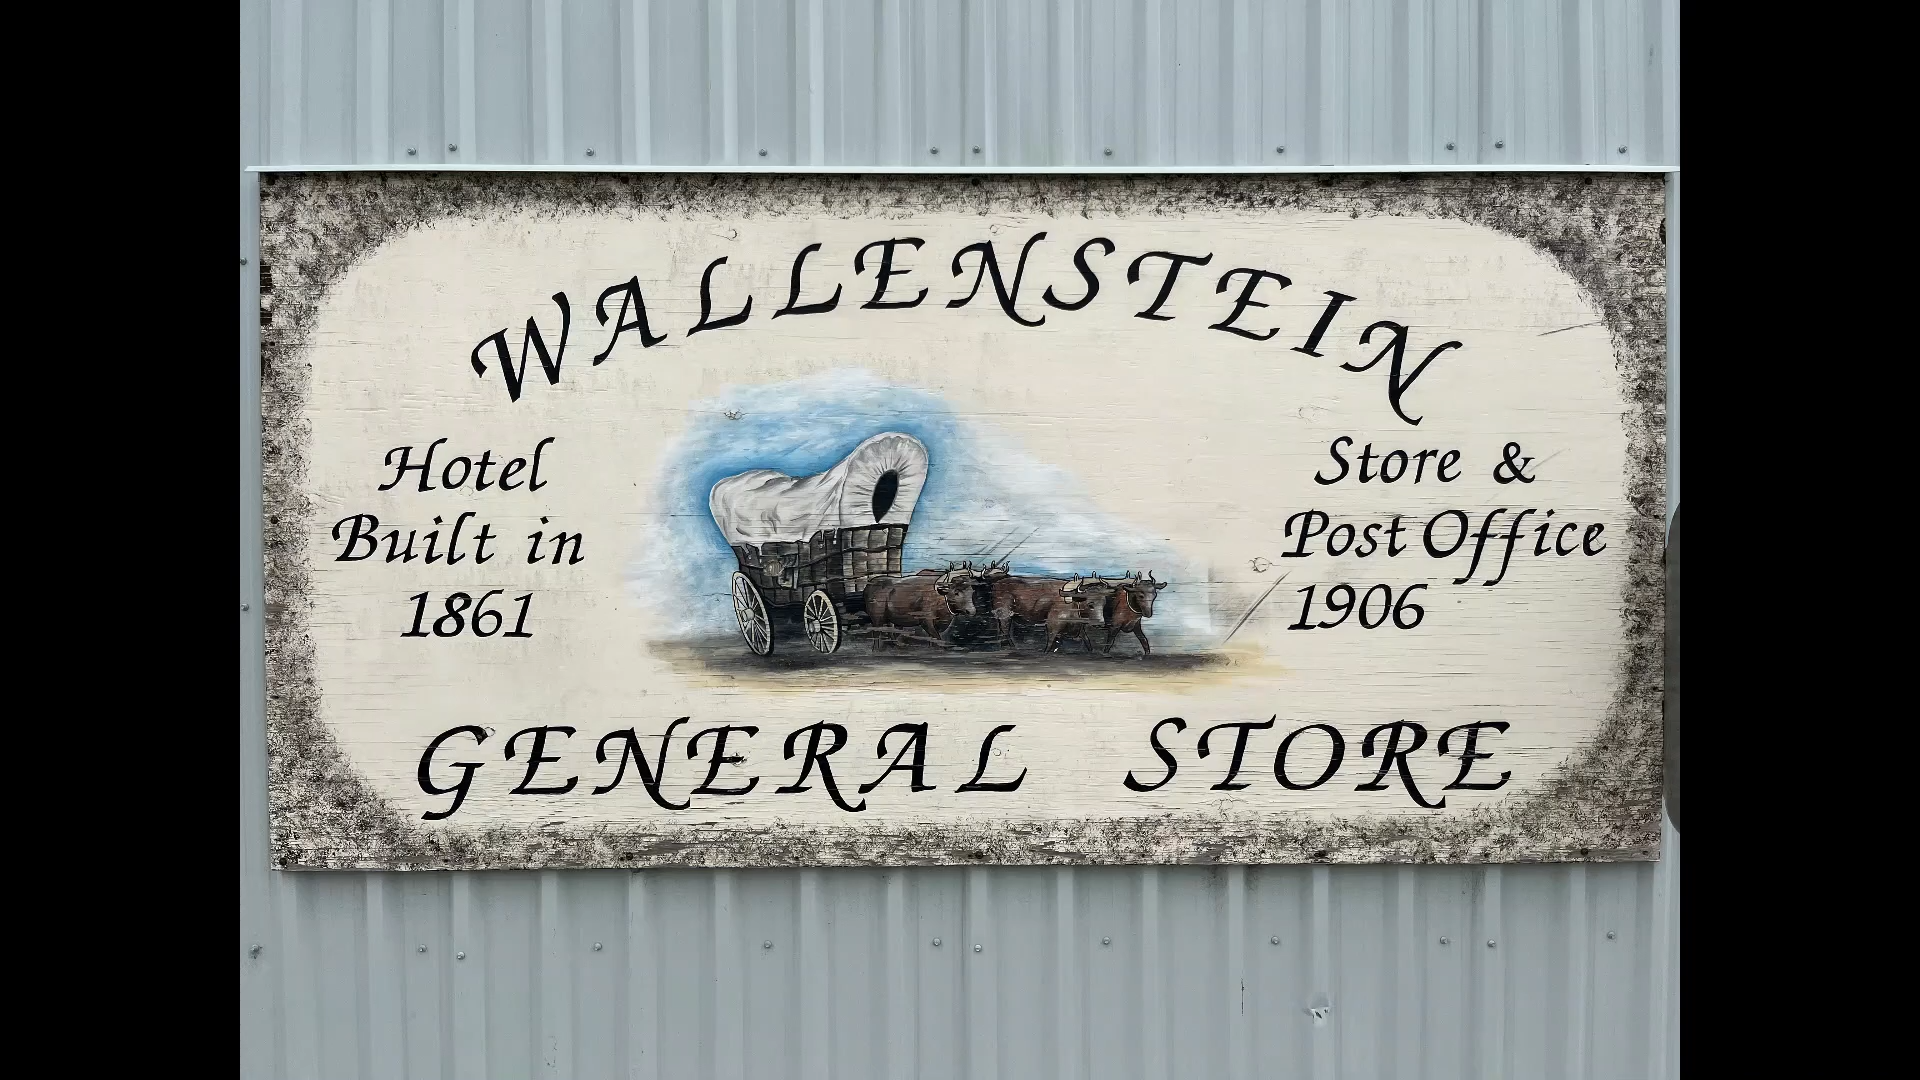 WALLENSTEIN
Hotel
Built in
1861
Store &
Post Office
1906
GENERAL STORE